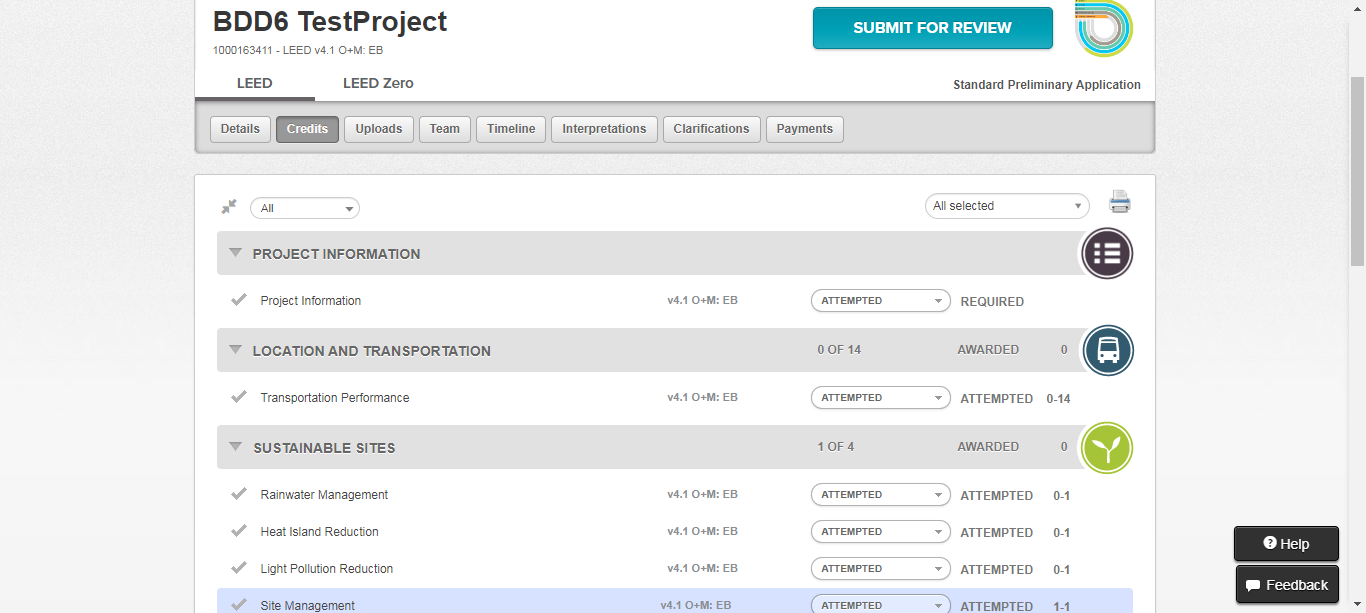 BDD6 TestProject
SUBMIT FOR REVIEW
1000163411 - LEED v4.1 O+M: EB
LEED LEED Zero
Standard Preliminary Application
Details Credits Uploads Team Timeline Interpretations Clarifications Payments
All All selected
PROJECT INFORMATION
Project Information v4.1 O+M: EB ATTEMPTED REQUIRED
LOCATION AND TRANSPORTATION 0 OF 14 AWARDED 0
Transportation Performance v4.1 O+M: EB ATTEMPTED ATTEMPTED 0-14
SUSTAINABLE SITES 1 OF 4 AWARDED 0
Rainwater Management v4.1 O+M: EB ATTEMPTED ATTEMPTED 0-1
Heat Island Reduction v4.1 O+M: EB ATTEMPTED ATTEMPTED 0-1
Light Pollution Reduction v4.1 O+M: EB ATTEMPTED ATTEMPTED 0-1
Site Management v4.1 O+M: EB ATTEMPTED ATTEMPTED 1-1
Help
Feedback